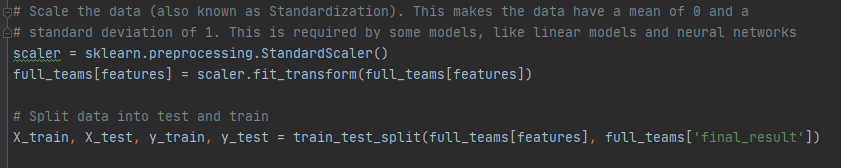 # Scale the data (also known as Standardization). This makes the data have a mean of 0 and a
# standard deviation of 1. This is required by some models, like linear models and neural networks
scaler = sklearn.preprocessing.StandardScaler()
full_teams[features] = scaler.fit_transform(full_teams[features])
# Split data into test and train
X_train, X_test, y_train, y_test = train_test_split(full_teams[features], full_teams['final_result'])